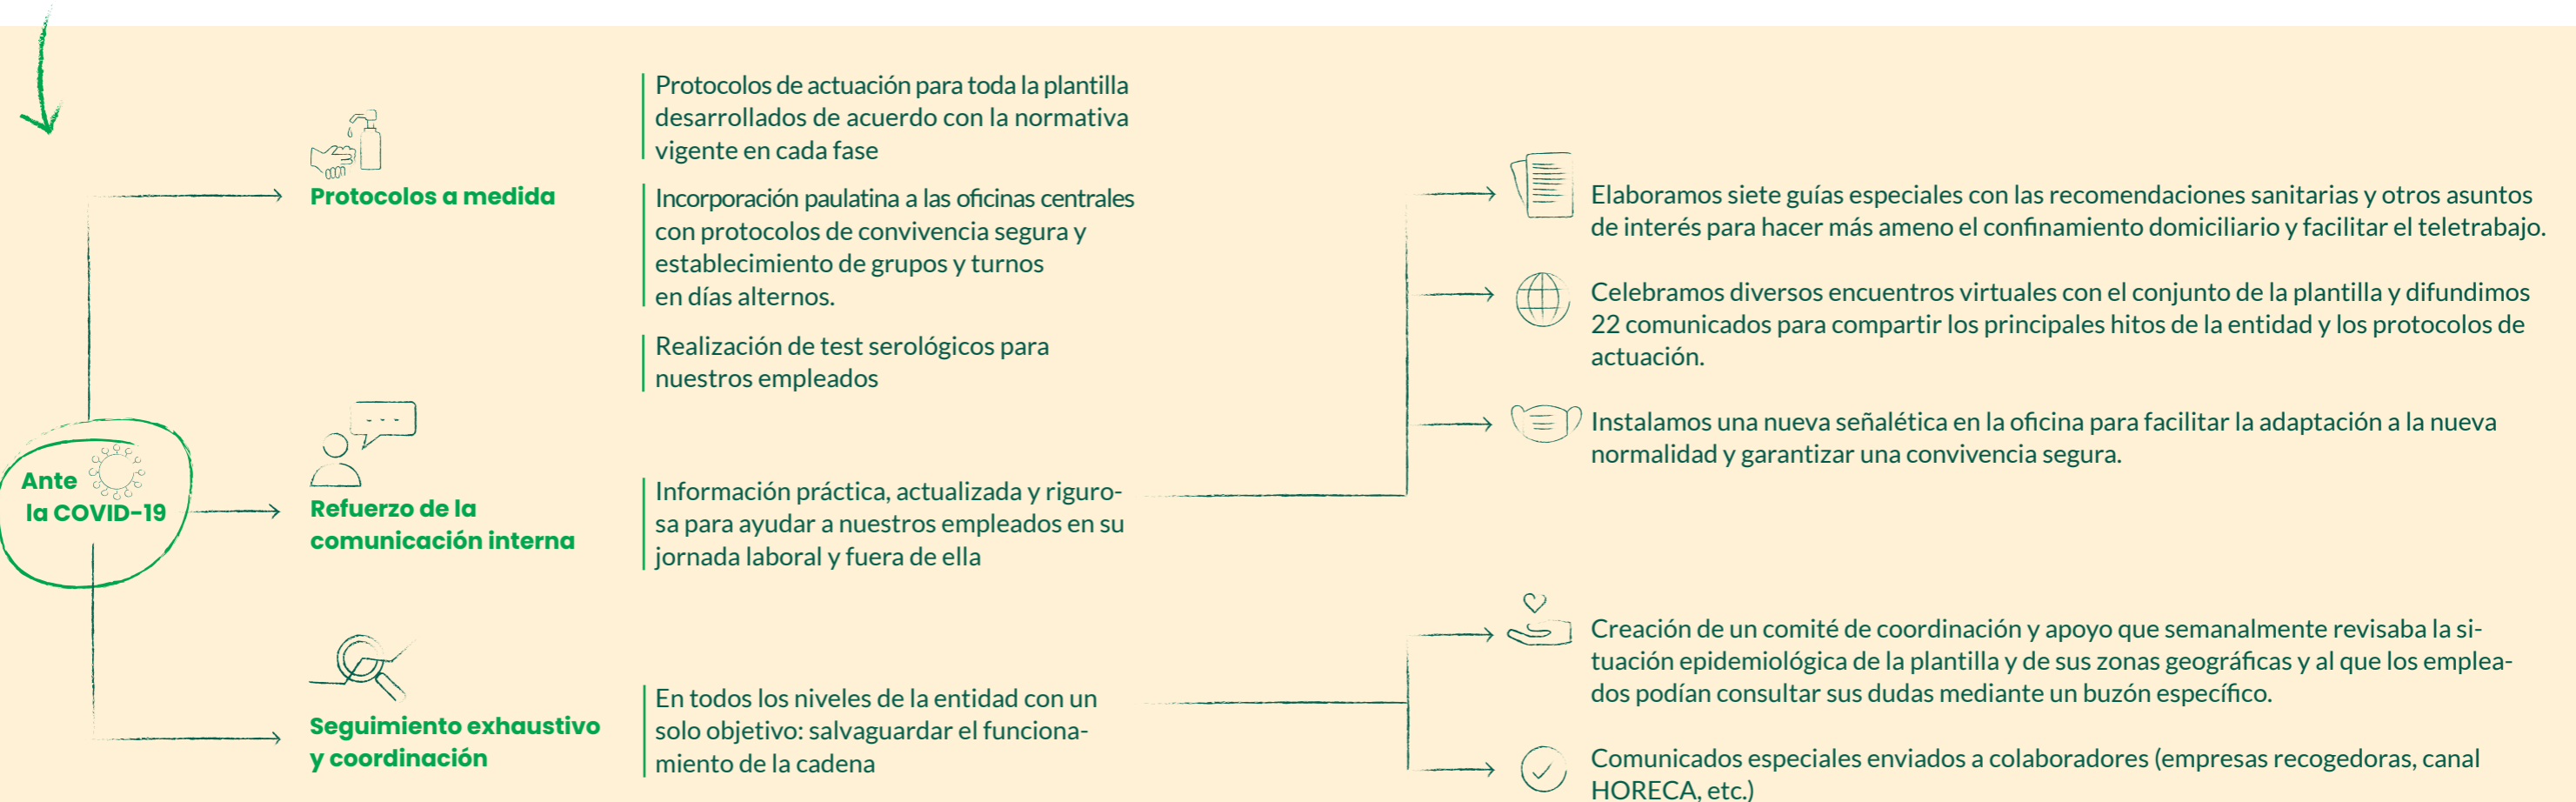 Protocolos a medida
Protocolos de actuación para toda la plantilla
desarrollados de acuerdo con la normativa
vigente en cada fase
Incorporación paulatina a las oficinas centrales
con protocolos de convivencia segura y
establecimiento de grupos y turnos
en días alternos.
Realización de test serológicos para
nuestros empleados
Ante
la COVID-19
Refuerzo de la
comunicación interna
Información práctica, actualizada y riguro-
sa para ayudar a nuestros empleados en su
jornada laboral y fuera de ella
Elaboramos siete guías especiales con las recomendaciones sanitarias y otros asuntos
de interés para hacer más ameno el confinamiento domiciliario y facilitar el teletrabajo.
Celebramos diversos encuentros virtuales con el conjunto de la plantilla y difundimos
22 comunicados para compartir los principales hitos de la entidad y los protocolos de
actuación.
Instalamos una nueva señalética en la oficina para facilitar la adaptación a la nueva
normalidad y garantizar una convivencia segura.
Seguimiento exhaustivo
y coordinación
En todos los niveles de la entidad con un
solo objetivo: salvaguardar el funciona-
miento de la cadena
Creación de un comité de coordinación y apoyo que semanalmente revisaba la si-
tuación epidemiológica de la plantilla y de sus zonas geográficas y al que los emplea-
dos podían consultar sus dudas mediante un buzón específico.
Comunicados especiales enviados a colaboradores (empresas recogedoras, canal
HORECA, etc.)